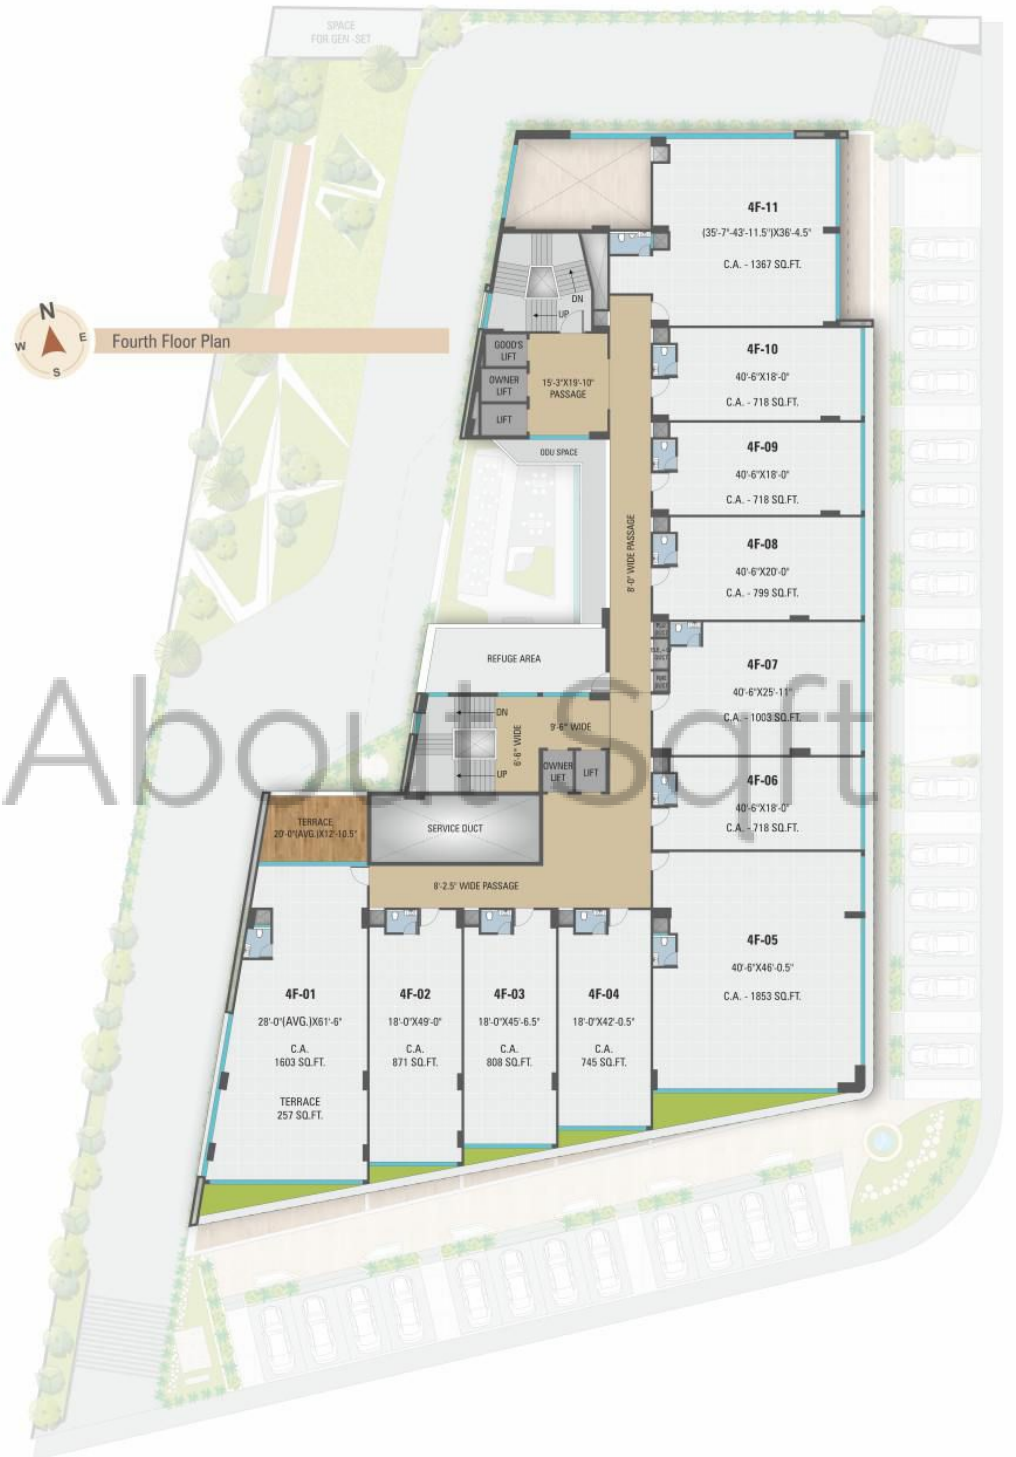 SPACE
FOR GEN -SET
4F-11
(35'-7"-43'-11.5")X36'-4.5"
C.A. - 1367 SQ.FT.
N
W
E
S
Fourth Floor Plan
DN
UP
GOOD'S
LIFT
OWNER
LIFT
LIFT
15'-3"X19'-10"
PASSAGE
4F-10
40'-6"X18'-0"
C.A. - 718 SQ.FT.
ODU SPACE
4F-09
40'-6"X18'-0"
C.A. - 718 SQ.FT.
8'-0" WIDE PASSAGE
4F-08
40'-6"X20'-0"
C.A. - 799 SQ.FT.
REFUGE AREA
4F-07
40'-6"X25'-11"
C.A. - 1003 SQ.FT.
About Sqft
DN
UP
6'-6" WIDE
9'-6" WIDE
OWNER
LIFT
LIFT
4F-06
40'-6"X18'-0"
C.A. - 718 SQ.FT.
TERRACE
20'-0"(AVG.)X12'-10.5"
SERVICE DUCT
8'-2.5" WIDE PASSAGE
4F-05
40'-6"X46'-0.5"
C.A. - 1853 SQ.FT.
4F-01
28'-0"(AVG.)X61'-6"
C.A.
1603 SQ.FT.
TERRACE
257 SQ.FT.
4F-02
18'-0"X49'-0"
C.A.
871 SQ.FT.
4F-03
18'-0"X45'-6.5"
C.A.
808 SQ.FT.
4F-04
18'-0"X42'-0.5"
C.A.
745 SQ.FT.